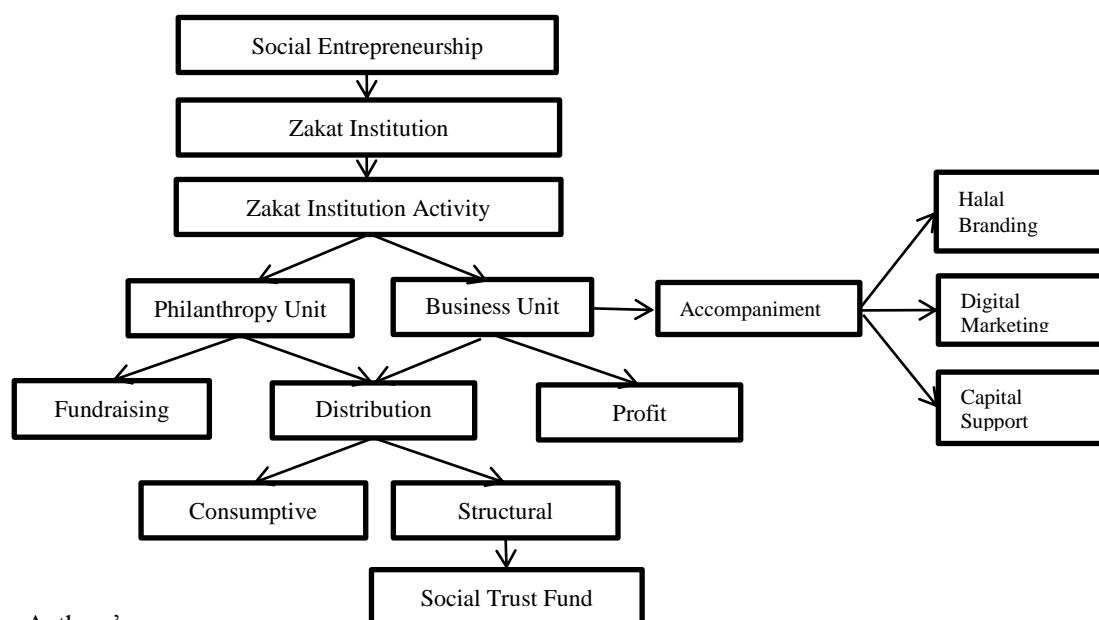 Social Entrepreneurship
Zakat Institution
Zakat Institution Activity
Halal
Branding
Philanthropy Unit
Business Unit
Accompaniment
Digital
Marketing
Fundraising
Distribution
Profit
Capital
Support
Consumptive
Structural
Social Trust Fund